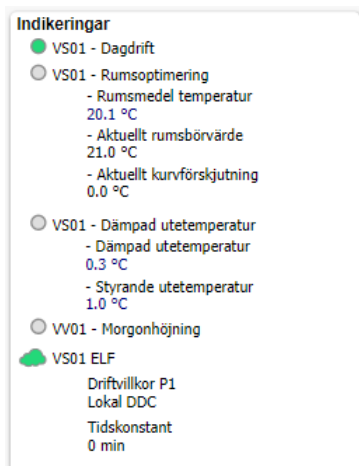 Indikeringar
VS01 - Dagdrift
VS01 - Rumsoptimering
- Rumsmedel temperatur
20.1 °C
- Aktuellt rumsbörvärde
21.0 °C
- Aktuellt kurvförskjutning
0.0 °C
VS01 - Dämpad utetemperatur
- Dämpad utetemperatur
0.3 °C
- Styrande utetemperatur
1.0 °C
VV01 - Morgonhöjning
VS01 ELF
Driftvillkor P1
Lokal DDC
Tidskonstant
0 min